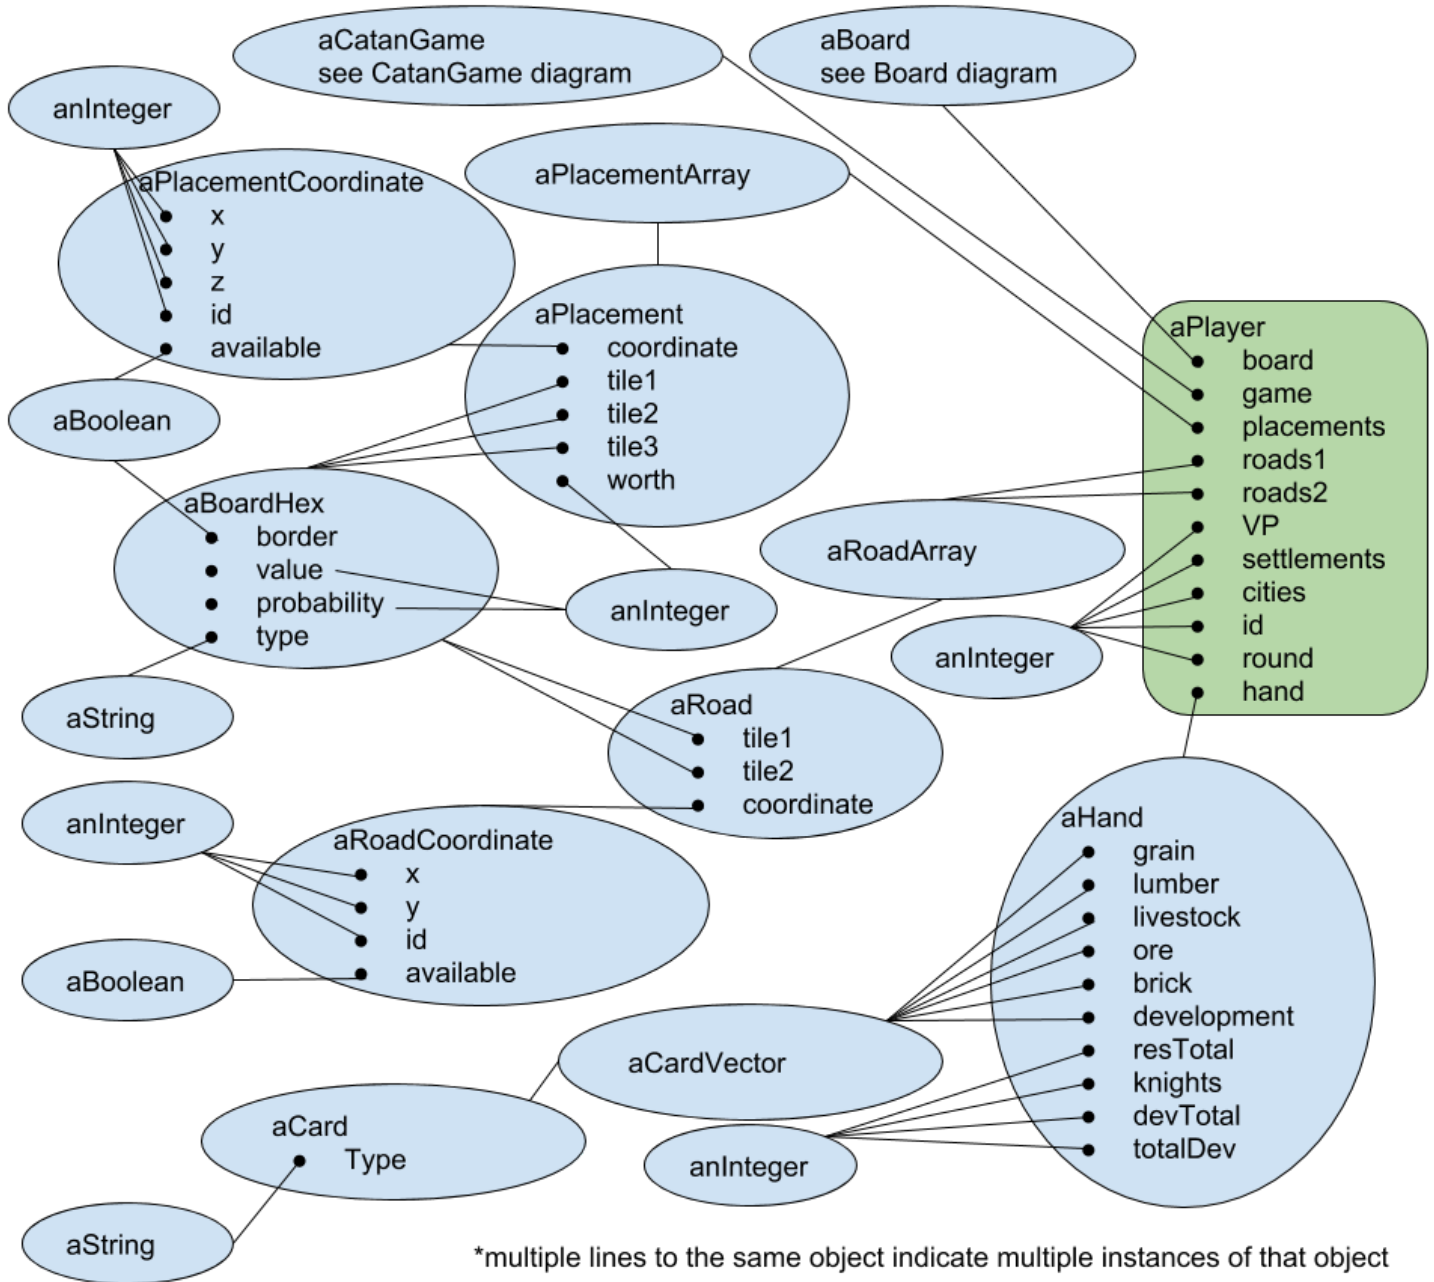 aCatanGame
see CatanGame diagram
aBoard
see Board diagram
anInteger
aPlacementCoordinate
x
y
z
id
available
aPlacementArray
aPlacement
coordinate
tile1
tile2
tile3
worth
aPlayer
board
game
placements
roads1
roads2
VP
settlements
cities
id
round
hand
aBoolean
aBoardHex
border
value
probability
type
aRoadArray
anInteger
anInteger
aString
aRoad
tile1
tile2
coordinate
anInteger
aRoadCoordinate
x
y
id
available
aBoolean
aHand
grain
lumber
livestock
ore
brick
development
resTotal
knights
devTotal
totalDev
aCardVector
aCard
Type
anInteger
aString
*multiple lines to the same object indicate multiple instances of that object